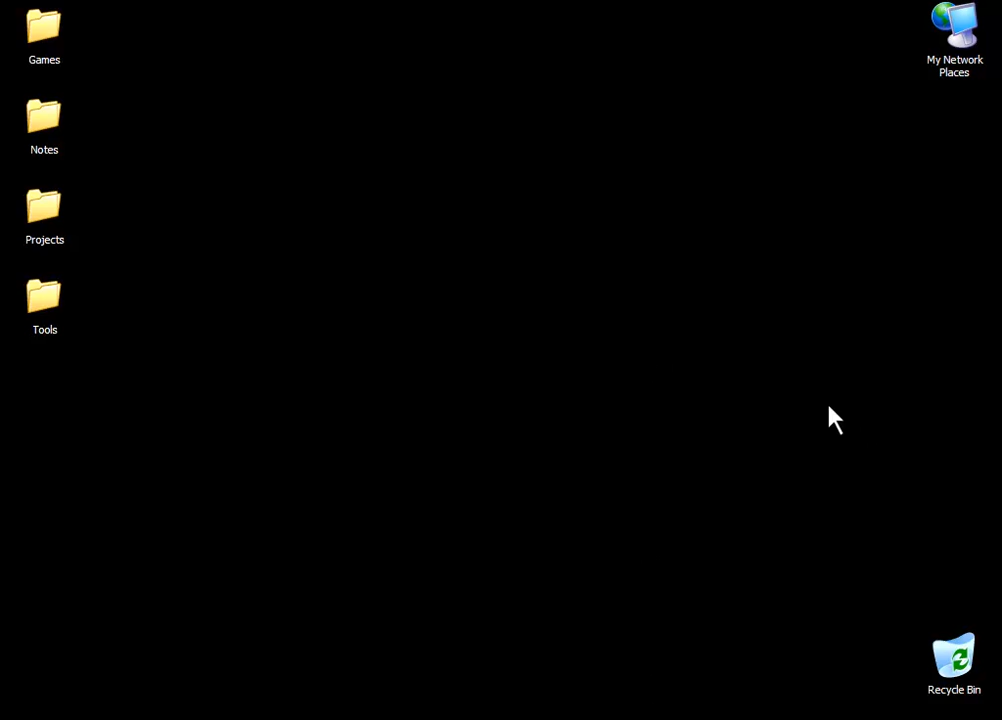 Games
Notes
Projects
Tools
My Network
Places
Recycle Bin